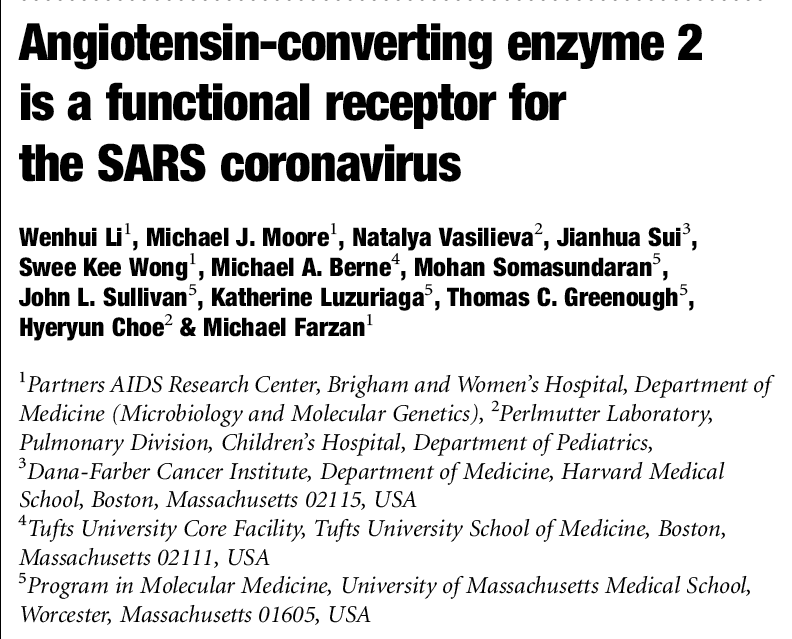 Angiotensin-converting enzyme 2
is a functional receptor for
the SARS coronavirus
Wenhui Li¹, Michael J. Moore¹, Natalya Vasilieva², Jianhua Sui³,
Swee Kee Wong¹, Michael A. Berne⁴, Mohan Somasundaran⁵,
John L. Sullivan⁵, Katherine Luzuriaga⁵, Thomas C. Greenough⁵,
Hyeryun Choe² & Michael Farzan¹
¹Partners AIDS Research Center, Brigham and Women's Hospital, Department of
Medicine (Microbiology and Molecular Genetics), ²Perlmutter Laboratory,
Pulmonary Division, Children's Hospital, Department of Pediatrics,
³Dana-Farber Cancer Institute, Department of Medicine, Harvard Medical
School, Boston, Massachusetts 02115, USA
⁴Tufts University Core Facility, Tufts University School of Medicine, Boston,
Massachusetts 02111, USA
⁵Program in Molecular Medicine, University of Massachusetts Medical School,
Worcester, Massachusetts 01605, USA